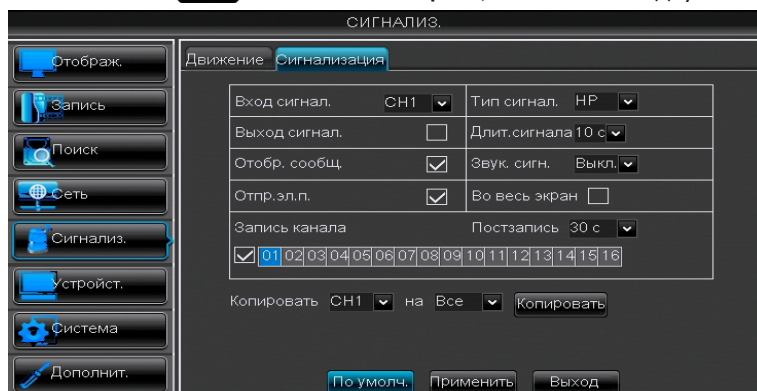 СИГНАЛИЗ.
Отображ.
Запись
Поиск
Сеть
Сигнализ.
Устройст.
Система
Дополнит.
Движение Сигнализация
Вход сигнал. CH1 Тип сигнал. НР
Выход сигнал. Длит.сигнала 10 с
Отобр. сообщ. Звук. сигн. Выкл.
Отпр.эл.п. Во весь экран
Запись канала Постзапись 30 с
01 02 03 04 05 06 07 08 09 10 11 12 13 14 15 16
Копировать CH1 на Все Копировать
По умолч. Применить Выход